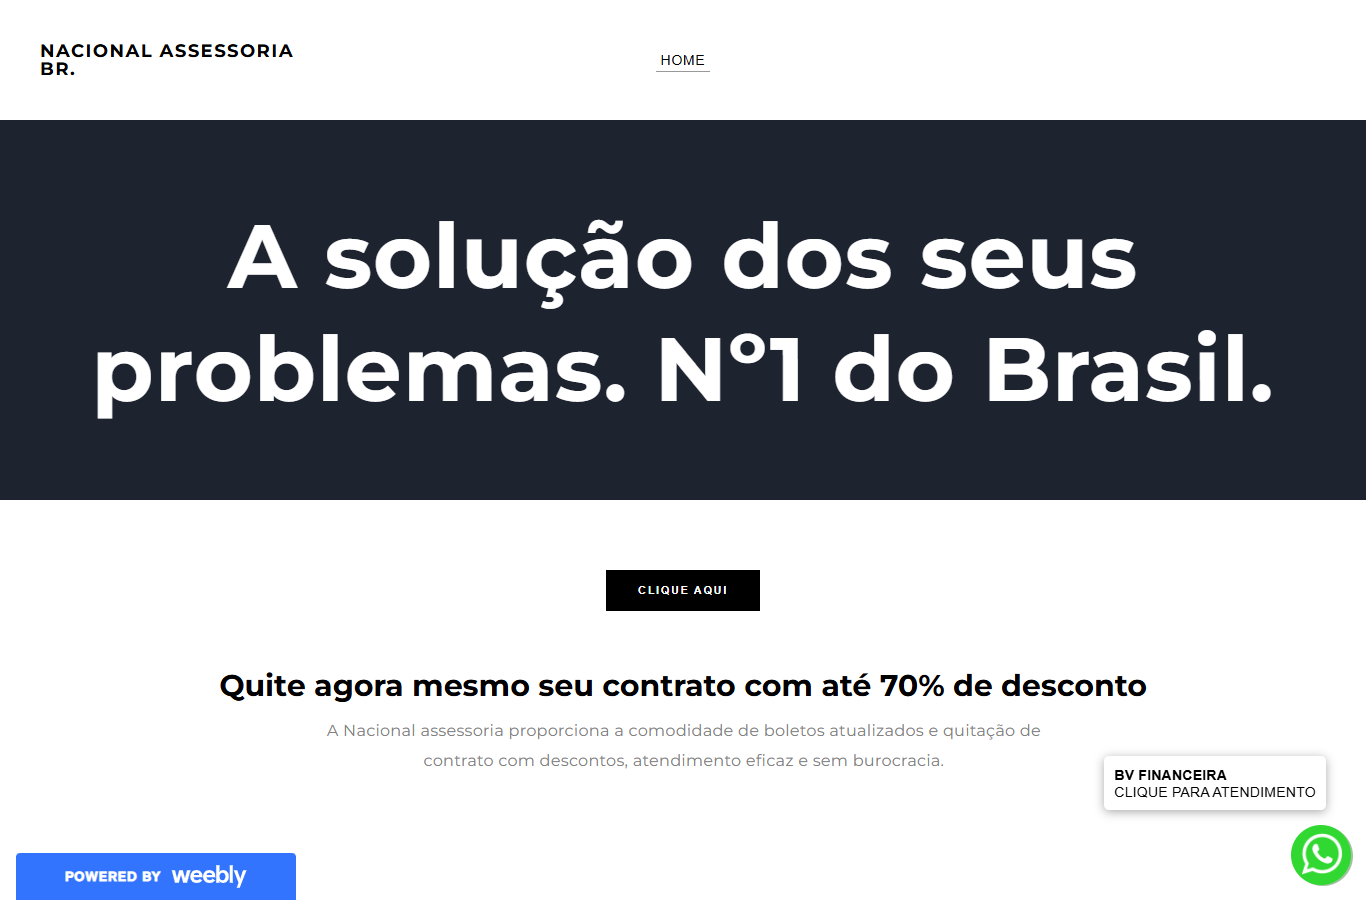 NACIONAL ASSESSORIA
BR.
HOME
A solução dos seus
problemas. Nº1 do Brasil.
CLIQUE AQUI
Quite agora mesmo seu contrato com até 70% de desconto
A Nacional assessoria proporciona a comodidade de boletos atualizados e quitação de
contrato com descontos, atendimento eficaz e sem burocracia.
BV FINANCEIRA
CLIQUE PARA ATENDIMENTO
POWERED BY weebly